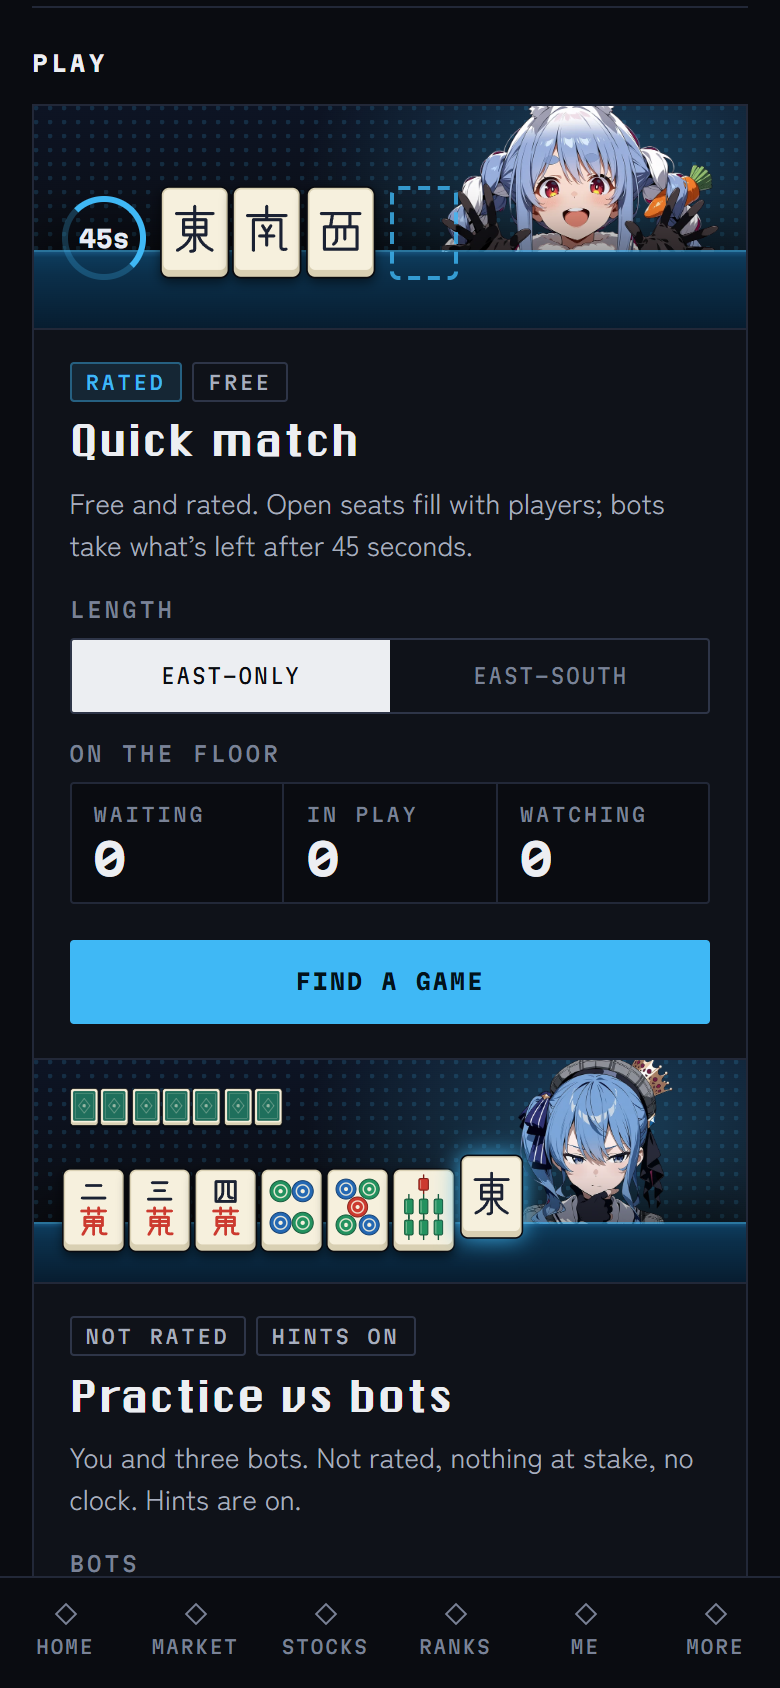 PLAY
45s 東 南 西
RATED FREE
Quick match
Free and rated. Open seats fill with players; bots
take what’s left after 45 seconds.
LENGTH
EAST–ONLY EAST–SOUTH
ON THE FLOOR
WAITING IN PLAY WATCHING
0 0 0
FIND A GAME
二萬 三萬 四萬 東
NOT RATED HINTS ON
Practice vs bots
You and three bots. Not rated, nothing at stake, no
clock. Hints are on.
BOTS
HOME MARKET STOCKS RANKS ME MORE